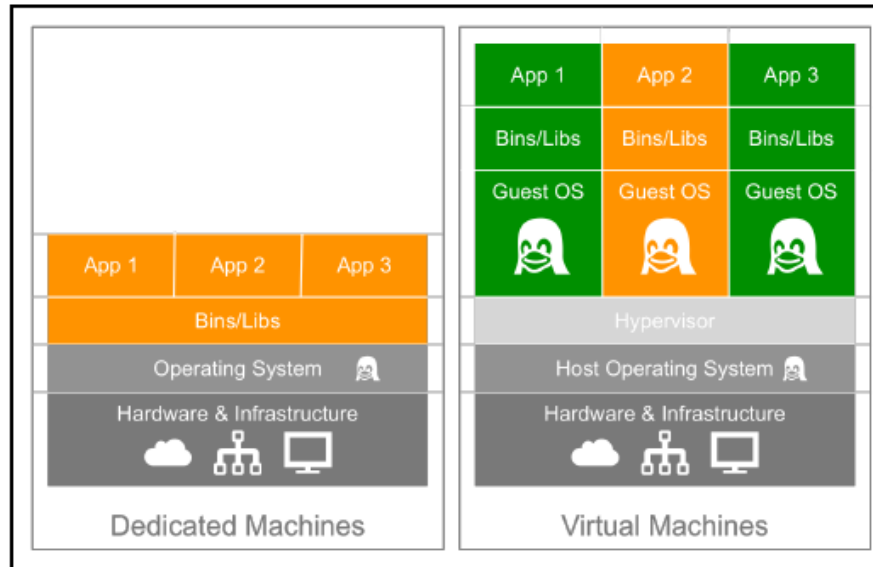 App 1
App 2
App 3
Bins/Libs
Operating System
Hardware & Infrastructure
Dedicated Machines
App 1
App 2
App 3
Bins/Libs
Bins/Libs
Bins/Libs
Guest OS
Guest OS
Guest OS
Hypervisor
Host Operating System
Hardware & Infrastructure
Virtual Machines